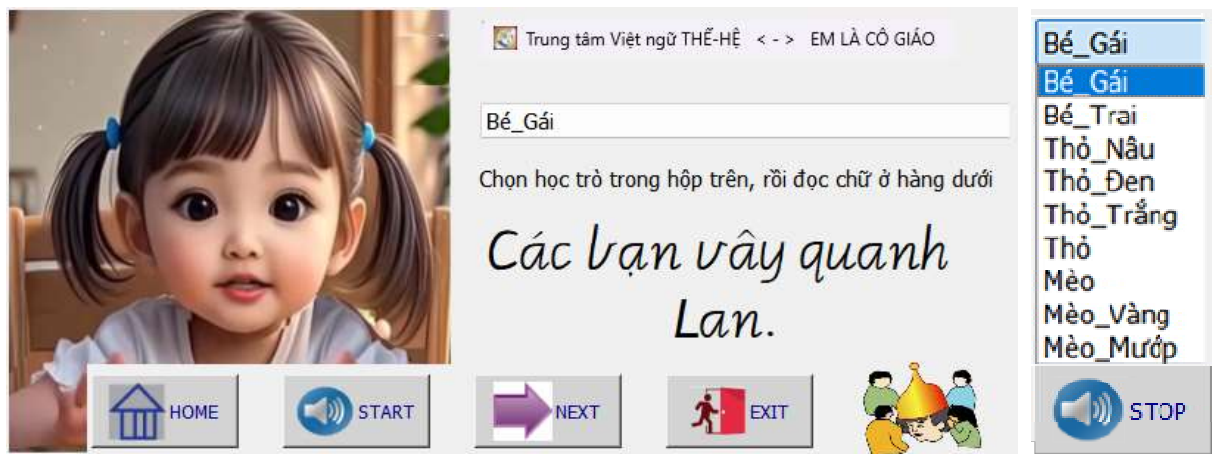 Trung tâm Việt ngữ THẾ-HỆ < - > EM LÀ CÔ GIÁO
Bé_Gái
Chọn học trò trong hộp trên, rồi đọc chữ ở hàng dưới
Các bạn vây quanh
Lan.
HOME
START
NEXT
EXIT
Bé_Gái
Bé_Gái
Bé_Trai
Thỏ_Nâu
Thỏ_Đen
Thỏ_Trắng
Thỏ
Mèo
Mèo_Vàng
Mèo_Mướp
STOP